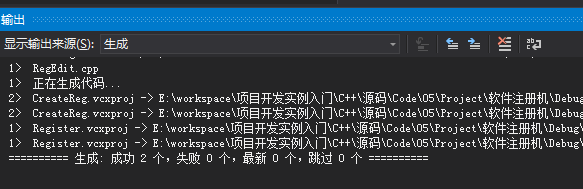 输出
显示输出来源(S): 生成
1> RegEdit.cpp
1> 正在生成代码...
2> CreateReg.vcxproj -> E:\workspace\项目开发实例入门\C++\源码\Code\05\Project\软件注册机\Debug\
2> CreateReg.vcxproj -> E:\workspace\项目开发实例入门\C++\源码\Code\05\Project\软件注册机\Debug\
1> Register.vcxproj -> E:\workspace\项目开发实例入门\C++\源码\Code\05\Project\软件注册机\Debug\
1> Register.vcxproj -> E:\workspace\项目开发实例入门\C++\源码\Code\05\Project\软件注册机\Debug\
========== 生成: 成功 2 个，失败 0 个，最新 0 个，跳过 0 个 ==========